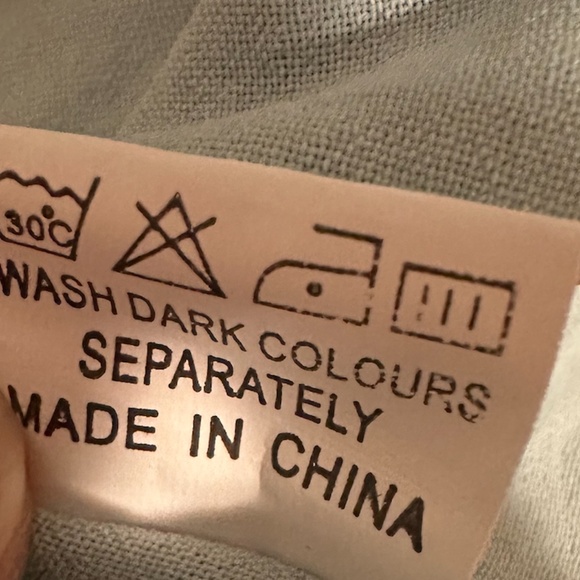 30°C
WASH DARK COLOURS
SEPARATELY
MADE IN CHINA